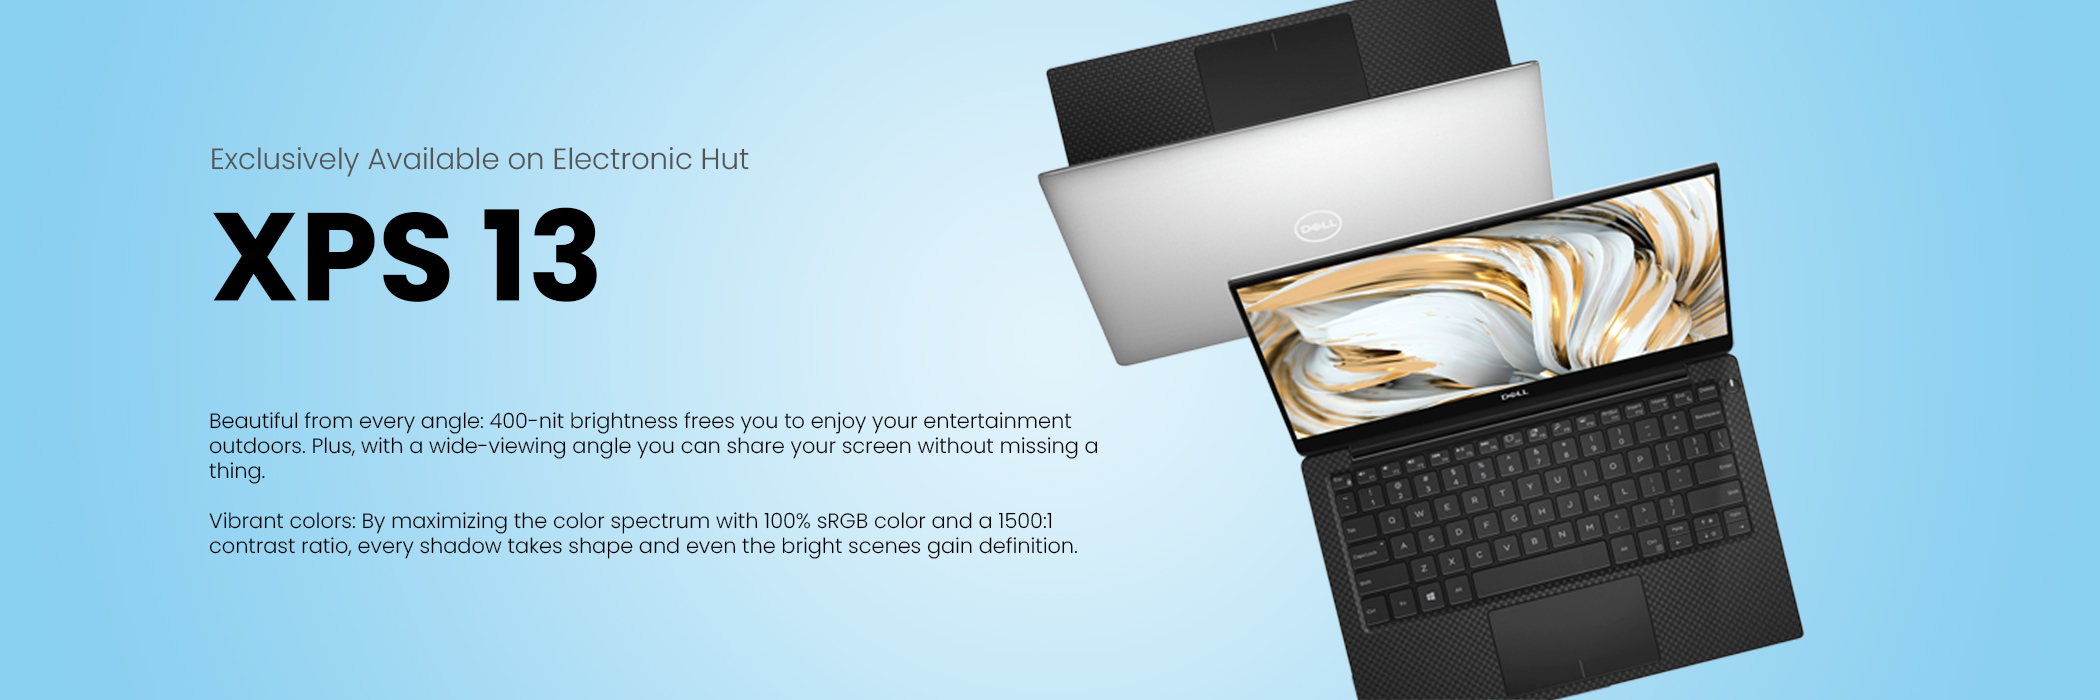 Exclusively Available on Electronic Hut
XPS 13
Beautiful from every angle: 400-nit brightness frees you to enjoy your entertainment
outdoors. Plus, with a wide-viewing angle you can share your screen without missing a
thing.
Vibrant colors: By maximizing the color spectrum with 100% sRGB color and a 1500:1
contrast ratio, every shadow takes shape and even the bright scenes gain definition.
DELL
DELL
Q W E R T Y U I O P
A S D F G H J K L
Z X C V B N M